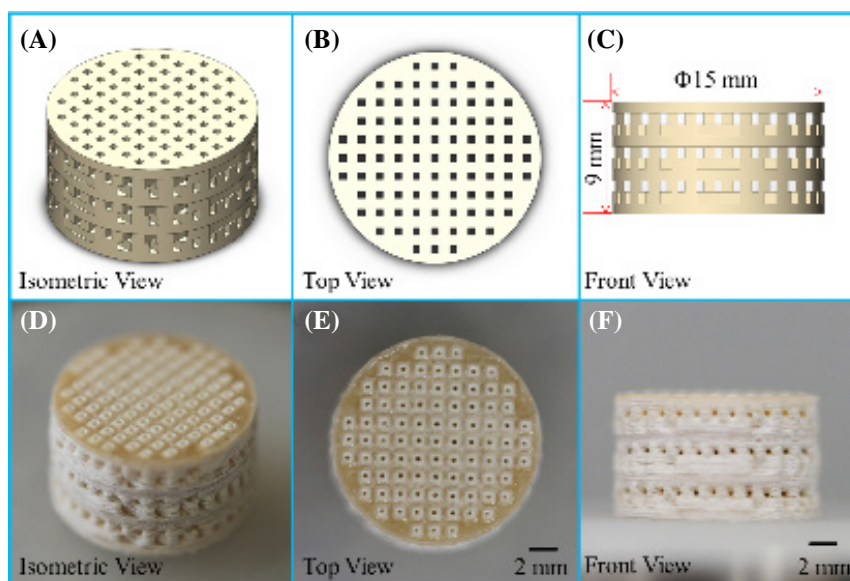 (A)
Isometric View
(B)
Top View
(C)
Φ15 mm
9 mm
Front View
(D)
Isometric View
(E)
Top View
2 mm
(F)
Front View
2 mm